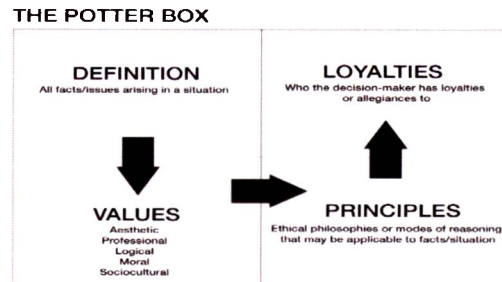 THE POTTER BOX
DEFINITION
All facts/issues arising in a situation
VALUES
Aesthetic
Professional
Logical
Moral
Sociocultural
PRINCIPLES
Ethical philosophies or modes of reasoning
that may be applicable to facts/situation
LOYALTIES
Who the decision-maker has loyalties
or allegiances to